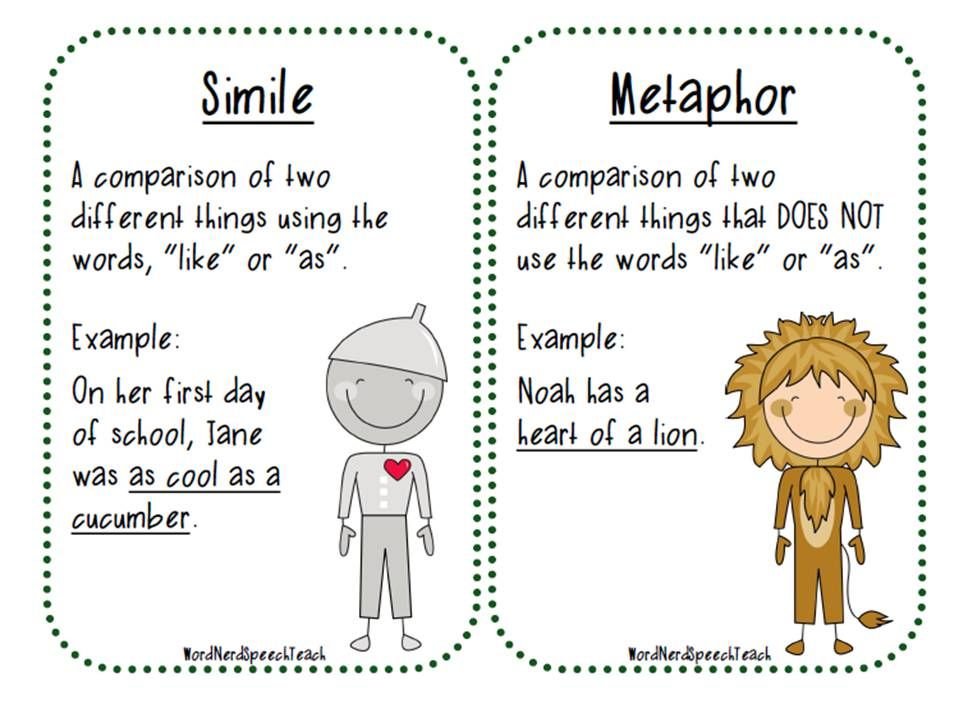 Simile
A comparison of two
different things using the
words, "like" or "as".
Example:
On her first day
of school, Jane
was as cool as a
cucumber.
WordNerdSpeechTeach
Metaphor
A comparison of two
different things that DOES NOT
use the words "like" or "as".
Example:
Noah has a
heart of a lion.
WordNerdSpeechTeach